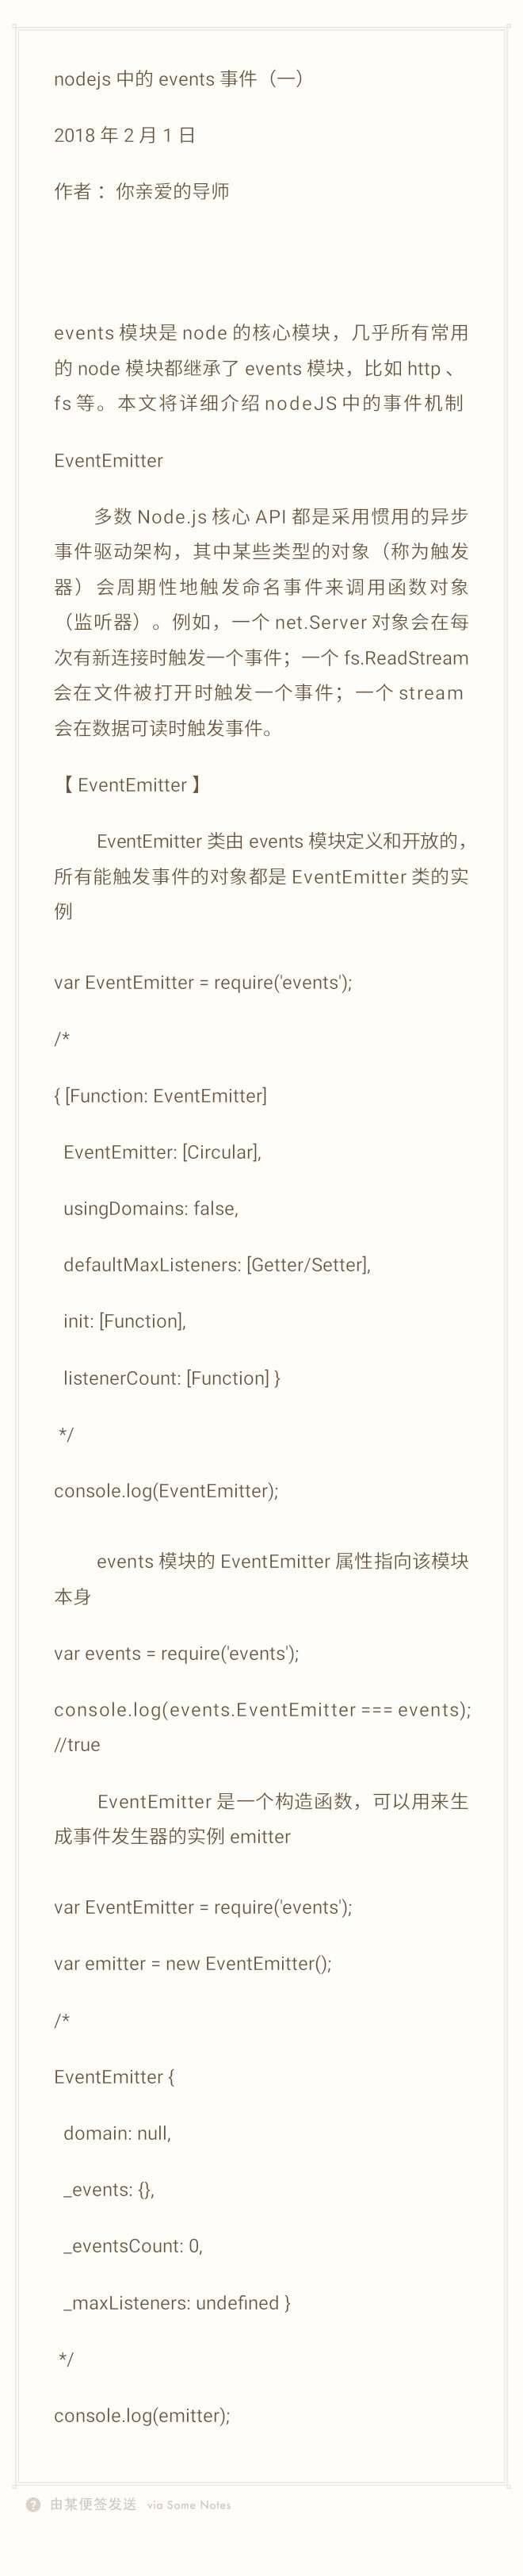 nodejs 中的 events 事件（一）
2018 年 2 月 1 日
作者 ：你亲爱的导师
events 模块是 node 的核心模块，几乎所有常用
的 node 模块都继承了 events 模块，比如 http 、
fs 等。本文将详细介绍 nodeJS 中的事件机制
EventEmitter
多数 Node.js 核心 API 都是采用惯用的异步
事件驱动架构，其中某些类型的对象（称为触发
器）会周期性地触发命名事件来调用函数对象
（监听器）。例如，一个 net.Server 对象会在每
次有新连接时触发一个事件；一个 fs.ReadStream
会在文件被打开时触发一个事件；一个 stream
会在数据可读时触发事件。
【 EventEmitter 】
EventEmitter 类由 events 模块定义和开放的，
所有能触发事件的对象都是 EventEmitter 类的实
例
var EventEmitter = require('events');
/*
{ [Function: EventEmitter]
EventEmitter: [Circular],
usingDomains: false,
defaultMaxListeners: [Getter/Setter],
init: [Function],
listenerCount: [Function] }
*/
console.log(EventEmitter);
events 模块的 EventEmitter 属性指向该模块
本身
var events = require('events');
console.log(events.EventEmitter === events);
//true
EventEmitter 是一个构造函数，可以用来生
成事件发生器的实例 emitter
var EventEmitter = require('events');
var emitter = new EventEmitter();
/*
EventEmitter {
domain: null,
_events: {},
_eventsCount: 0,
_maxListeners: undefined }
*/
console.log(emitter);
? 由某便签发送 via Some Notes